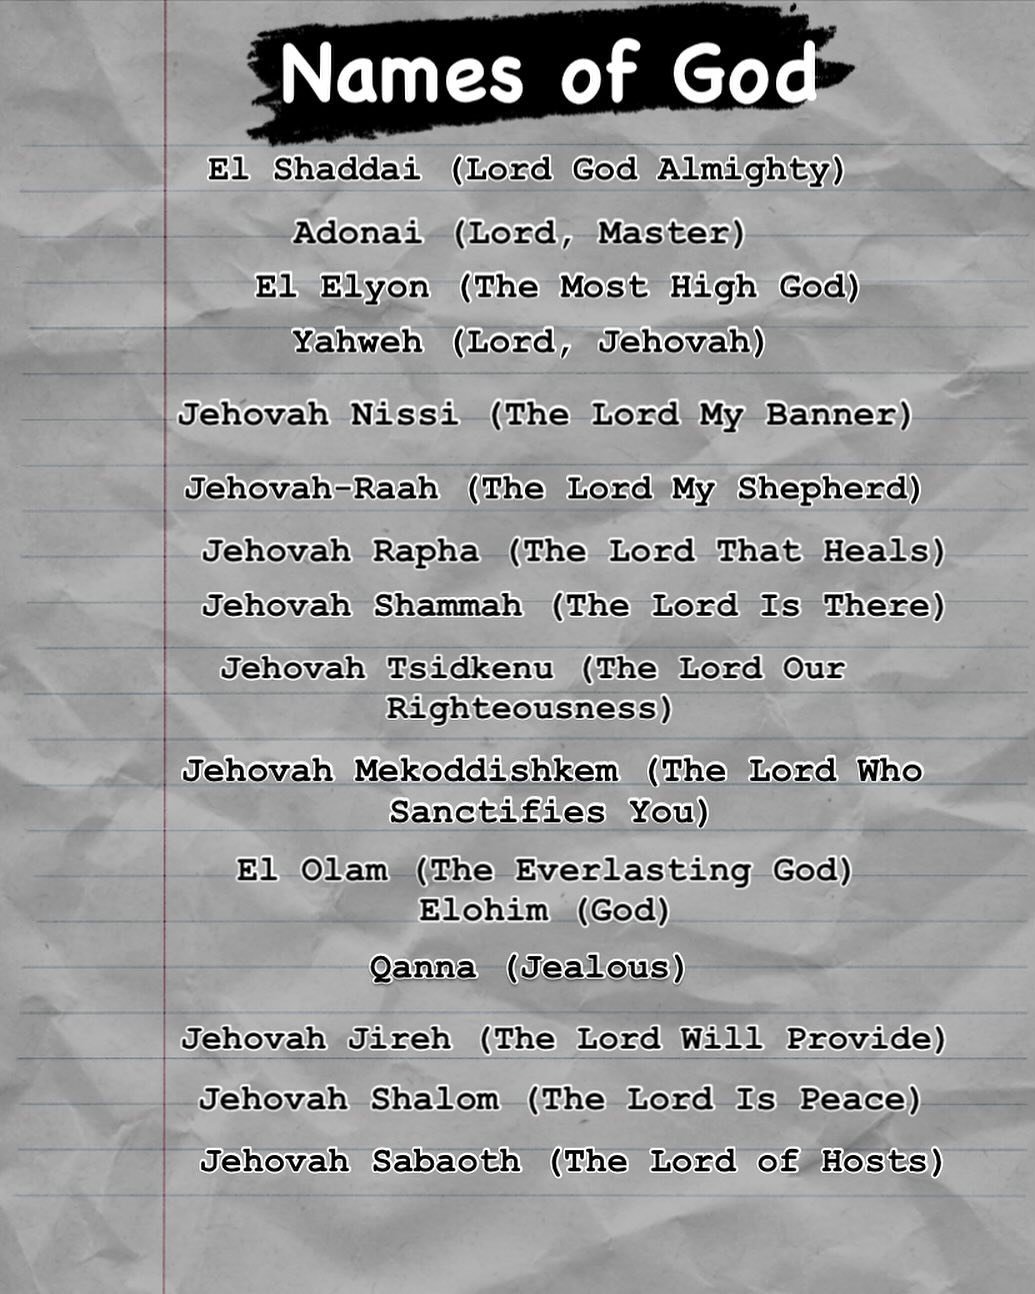 Names of God
El Shaddai (Lord God Almighty)
Adonai (Lord, Master)
El Elyon (The Most High God)
Yahweh (Lord, Jehovah)
Jehovah Nissi (The Lord My Banner)
Jehovah-Raah (The Lord My Shepherd)
Jehovah Rapha (The Lord That Heals)
Jehovah Shammah (The Lord Is There)
Jehovah Tsidkenu (The Lord Our
Righteousness)
Jehovah Mekoddishkem (The Lord Who
Sanctifies You)
El Olam (The Everlasting God)
Elohim (God)
Qanna (Jealous)
Jehovah Jireh (The Lord Will Provide)
Jehovah Shalom (The Lord Is Peace)
Jehovah Sabaoth (The Lord of Hosts)